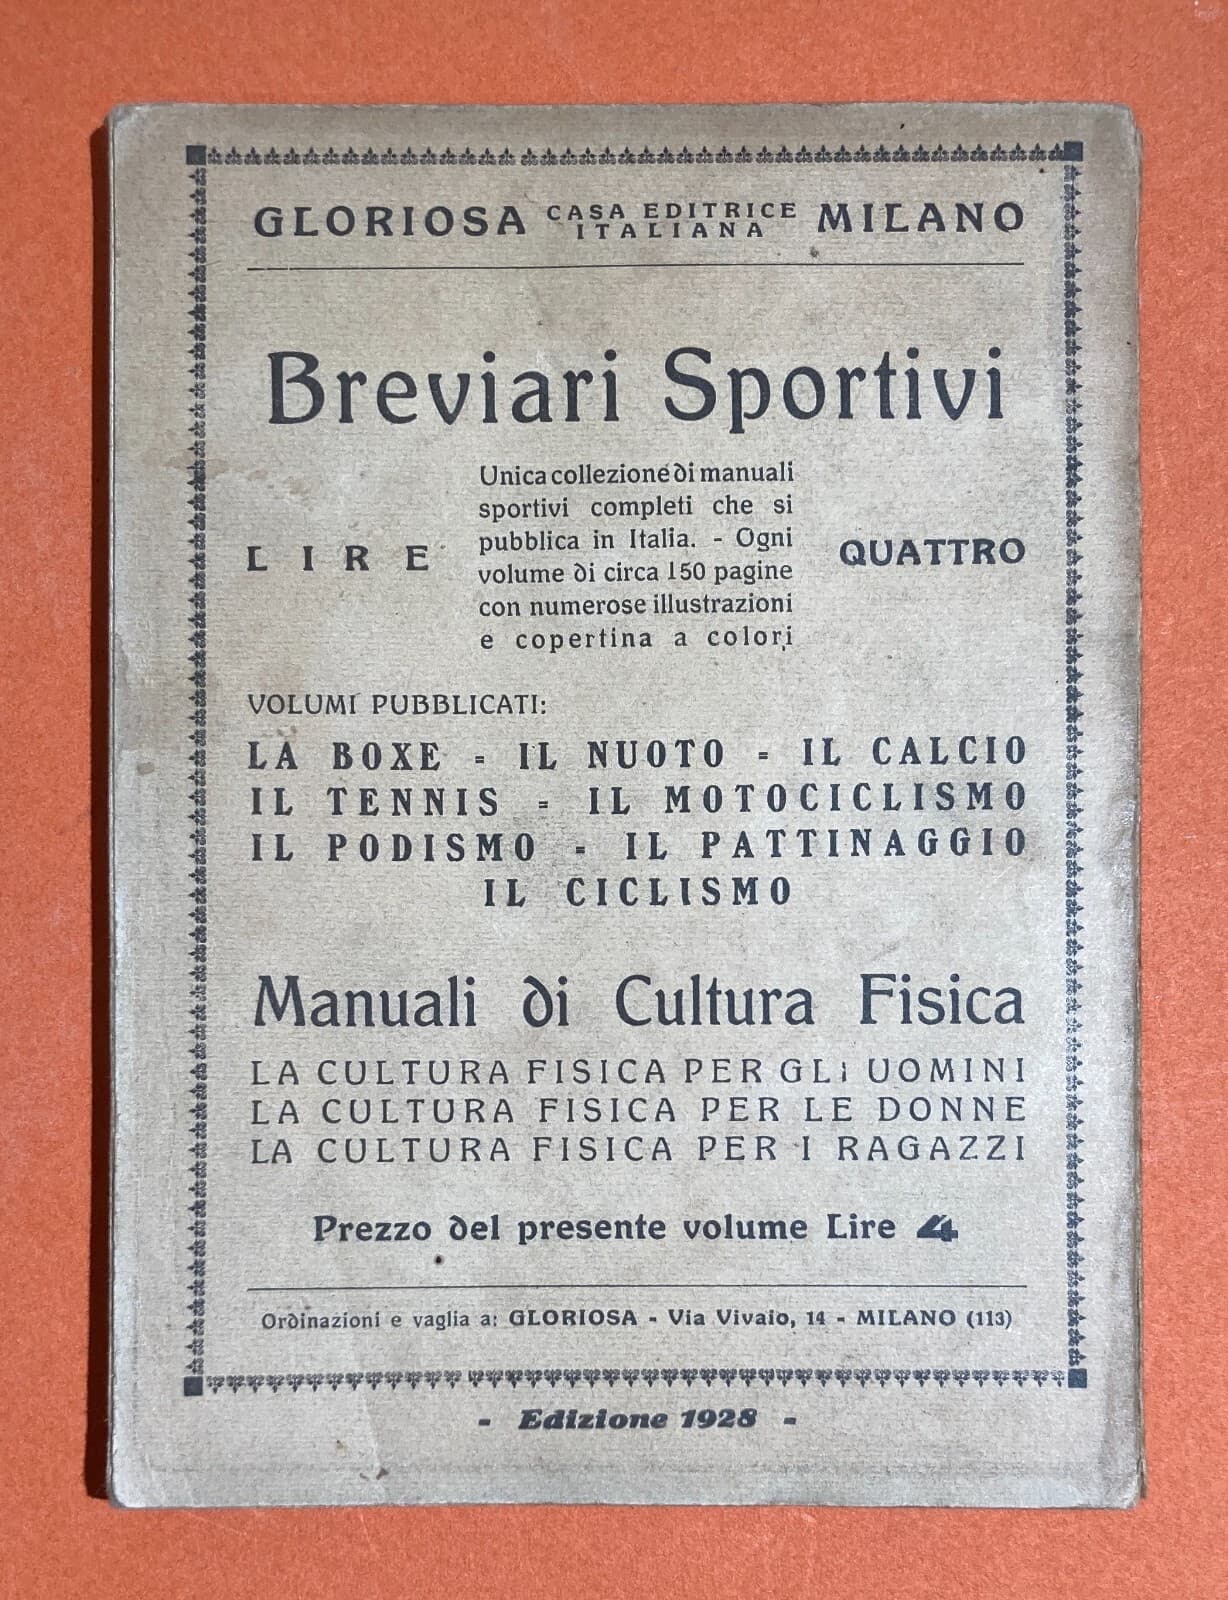 GLORIOSA CASA EDITRICE ITALIANA MILANO
Breviari Sportivi
LIRE
Unica collezione di manuali
sportivi completi che si
pubblica in Italia. - Ogni
volume di circa 150 pagine
con numerose illustrazioni
e copertina a colori
QUATTRO
VOLUMI PUBBLICATI:
LA BOXE - IL NUOTO - IL CALCIO
IL TENNIS - IL MOTOCICLISMO
IL PODISMO - IL PATTINAGGIO
IL CICLISMO
Manuali di Cultura Fisica
LA CULTURA FISICA PER GLI UOMINI
LA CULTURA FISICA PER LE DONNE
LA CULTURA FISICA PER I RAGAZZI
Prezzo del presente volume Lire 4
Ordinazioni e vaglia a: GLORIOSA - Via Vivaio, 14 - MILANO (113)
- Edizione 1928 -